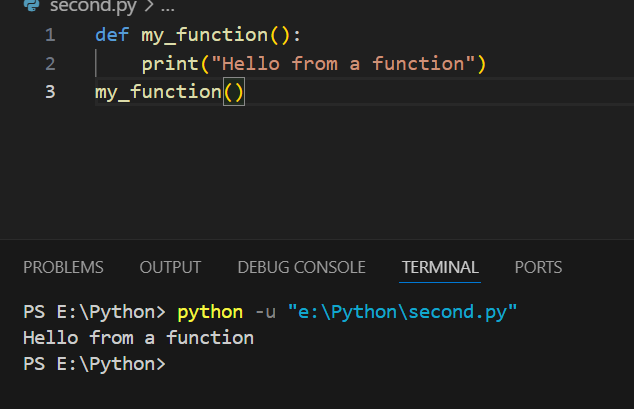 second.py > ...
1 def my_function():
2     print("Hello from a function")
3 my_function()
PROBLEMS OUTPUT DEBUG CONSOLE TERMINAL PORTS
PS E:\Python> python -u "e:\Python\second.py"
Hello from a function
PS E:\Python>